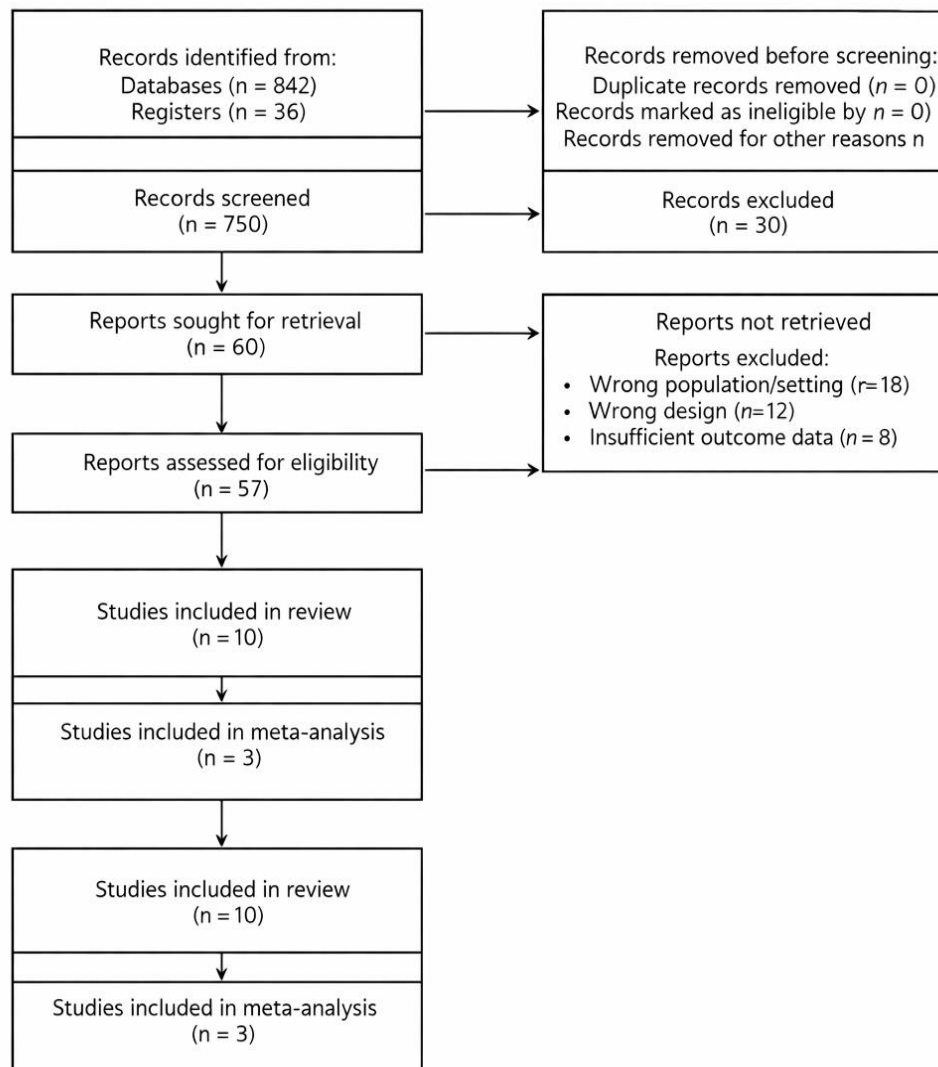 Records identified from:
Databases (n = 842)
Registers (n = 36)
Records removed before screening:
Duplicate records removed (n = 0)
Records marked as ineligible by n = 0)
Records removed for other reasons n
Records screened
(n = 750)
Records excluded
(n = 30)
Reports sought for retrieval
(n = 60)
Reports not retrieved
Reports excluded:
• Wrong population/setting (r=18)
• Wrong design (n=12)
• Insufficient outcome data (n = 8)
Reports assessed for eligibility
(n = 57)
Studies included in review
(n = 10)
Studies included in meta-analysis
(n = 3)
Studies included in review
(n = 10)
Studies included in meta-analysis
(n = 3)